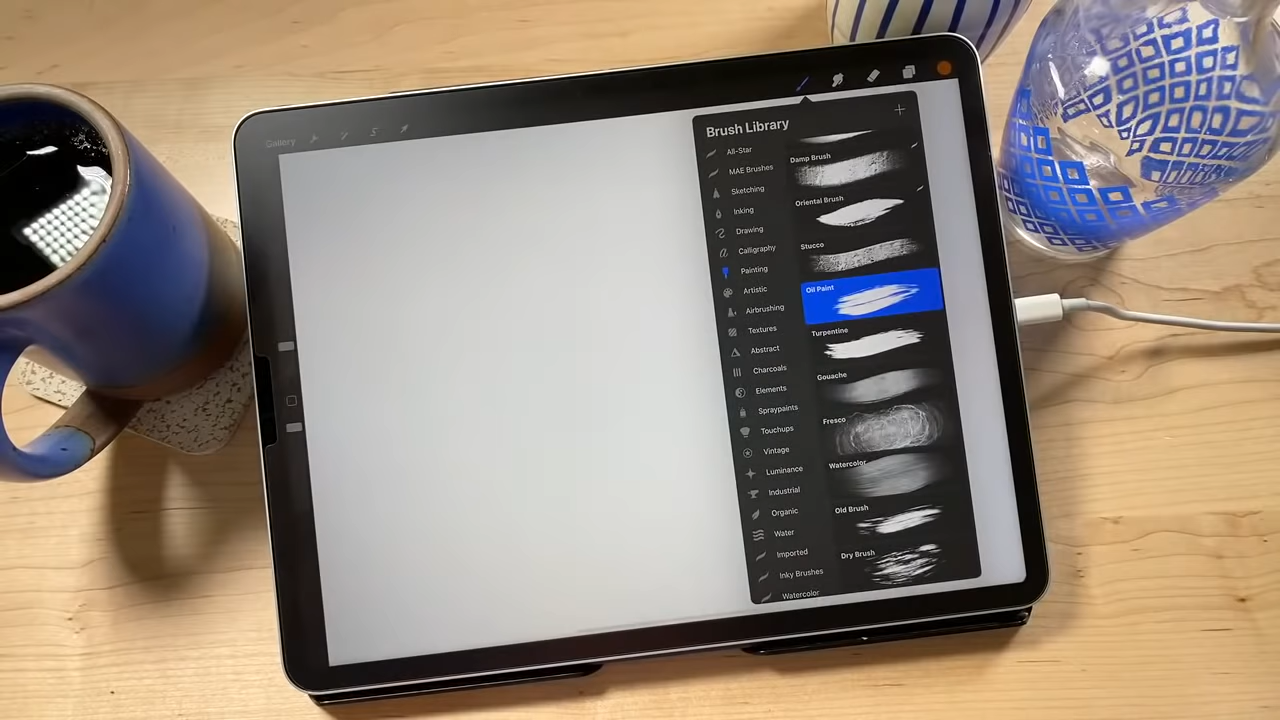 Gallery
Brush Library
All-Star
MAE Brushes
Sketching
Inking
Drawing
Calligraphy
Painting
Artistic
Airbrushing
Textures
Abstract
Charcoals
Elements
Spraypaints
Touchups
Vintage
Luminance
Industrial
Organic
Water
Imported
Inky Brushes
Watercolor
Damp Brush
Oriental Brush
Stucco
Oil Paint
Turpentine
Gouache
Fresco
Watercolor
Old Brush
Dry Brush